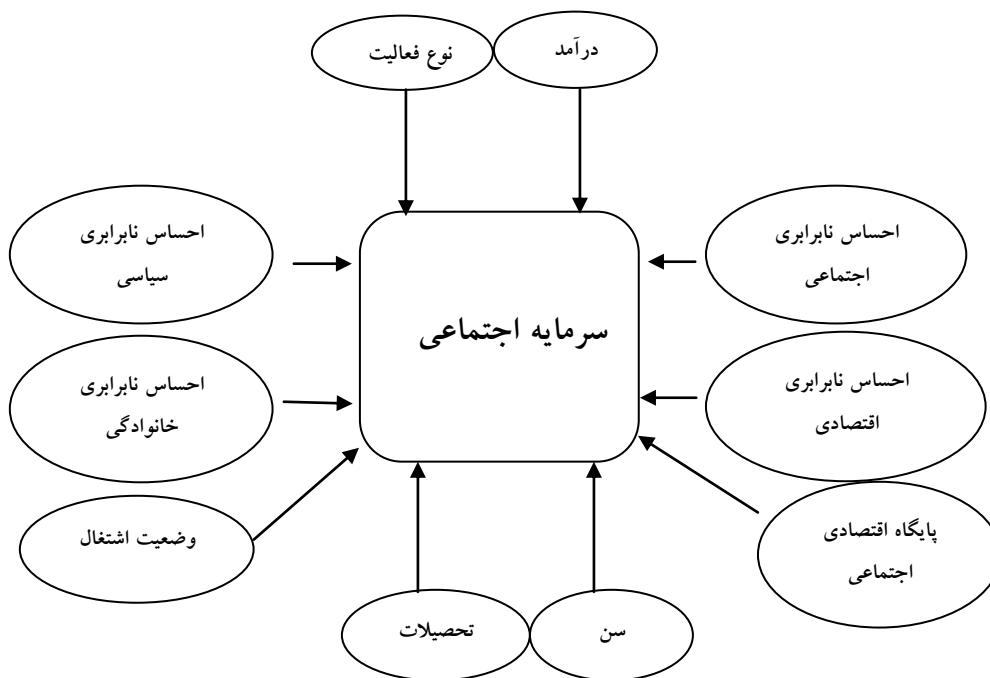 درآمد
نوع فعالیت
احساس نابرابری
اجتماعی
احساس نابرابری
سیاسی
سرمایه اجتماعی
احساس نابرابری
اقتصادی
احساس نابرابری
خانوادگی
پایگاه اقتصادی
اجتماعی
وضعیت اشتغال
سن
تحصیلات